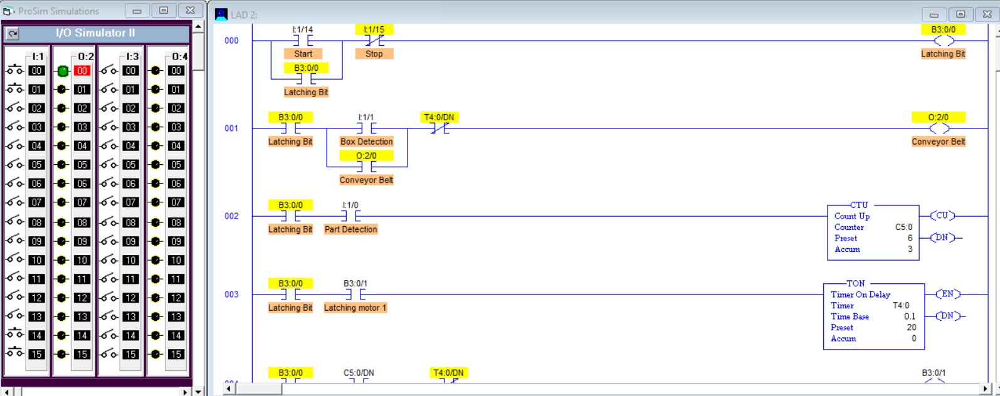 ProSim Simulations
I/O Simulator II
I:1 O:2 I:3 O:4
00 00 00 00
01 01 01 01
02 02 02 02
03 03 03 03
04 04 04 04
05 05 05 05
06 06 06 06
07 07 07 07
08 08 08 08
09 09 09 09
10 10 10 10
11 11 11 11
12 12 12 12
13 13 13 13
14 14 14 14
15 15 15 15
LAD 2:
I:1/14 I:1/15 B3:0/0
000
Start Stop Latching Bit
B3:0/0
Latching Bit
B3:0/0 I:1/1 T4:0/DN O:2/0
001
Latching Bit Box Detection Conveyor Belt
O:2/0
Conveyor Belt
B3:0/0 I:1/0
002
Latching Bit Part Detection
CTU
Count Up CU
Counter C5:0
Preset 6 DN
Accum 3
B3:0/0 B3:0/1
003
Latching Bit Latching motor 1
TON
Timer On Delay EN
Timer T4:0
Time Base 0.1 DN
Preset 20
Accum 0
B3:0/0 C5:0/DN T4:0/DN B3:0/1